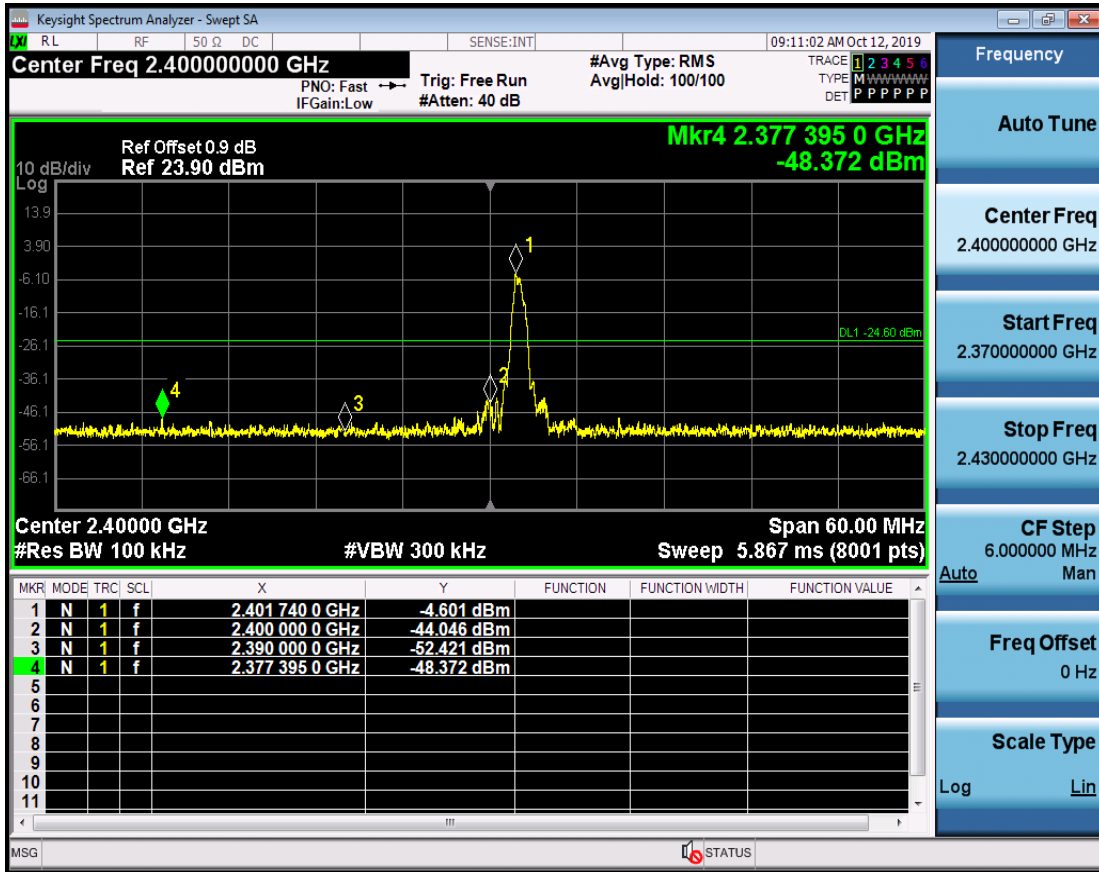 Keysight Spectrum Analyzer - Swept SA
LXI RL RF 50 Ω DC SENSE:INT 09:11:02 AM Oct 12, 2019
Center Freq 2.400000000 GHz
PNO: Fast
IFGain:Low
Trig: Free Run
#Atten: 40 dB
#Avg Type: RMS
Avg|Hold: 100/100
TRACE 1 2 3 4 5 6
TYPE M W W W W W
DET P P P P P P
Mkr4 2.377 395 0 GHz
-48.372 dBm
Ref Offset 0.9 dB
10 dB/div Ref 23.90 dBm
Log
13.9
3.90
-6.10
-16.1
-26.1
-36.1
-46.1
-56.1
-66.1
1
2
3
4
DL1 -24.60 dBm
Center 2.40000 GHz Span 60.00 MHz
#Res BW 100 kHz #VBW 300 kHz Sweep 5.867 ms (8001 pts)
MKR MODE TRC SCL X Y FUNCTION FUNCTION WIDTH FUNCTION VALUE
1 N 1 f 2.401 740 0 GHz -4.601 dBm
2 N 1 f 2.400 000 0 GHz -44.046 dBm
3 N 1 f 2.390 000 0 GHz -52.421 dBm
4 N 1 f 2.377 395 0 GHz -48.372 dBm
5
6
7
8
9
10
11
MSG STATUS
Frequency
Auto Tune
Center Freq
2.400000000 GHz
Start Freq
2.370000000 GHz
Stop Freq
2.430000000 GHz
CF Step
6.000000 MHz
Auto Man
Freq Offset
0 Hz
Scale Type
Log Lin